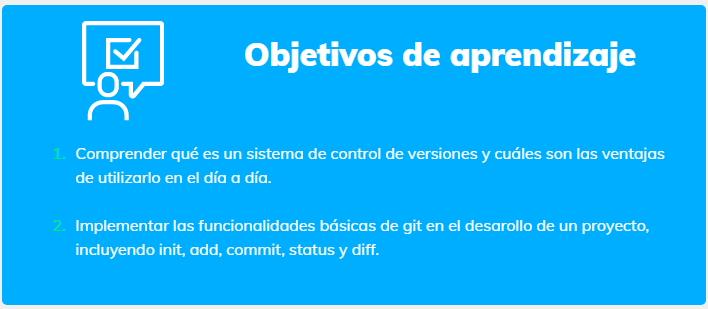 Objetivos de aprendizaje
1. Comprender qué es un sistema de control de versiones y cuáles son las ventajas
de utilizarlo en el día a día.
2. Implementar las funcionalidades básicas de git en el desarollo de un proyecto,
incluyendo init, add, commit, status y diff.